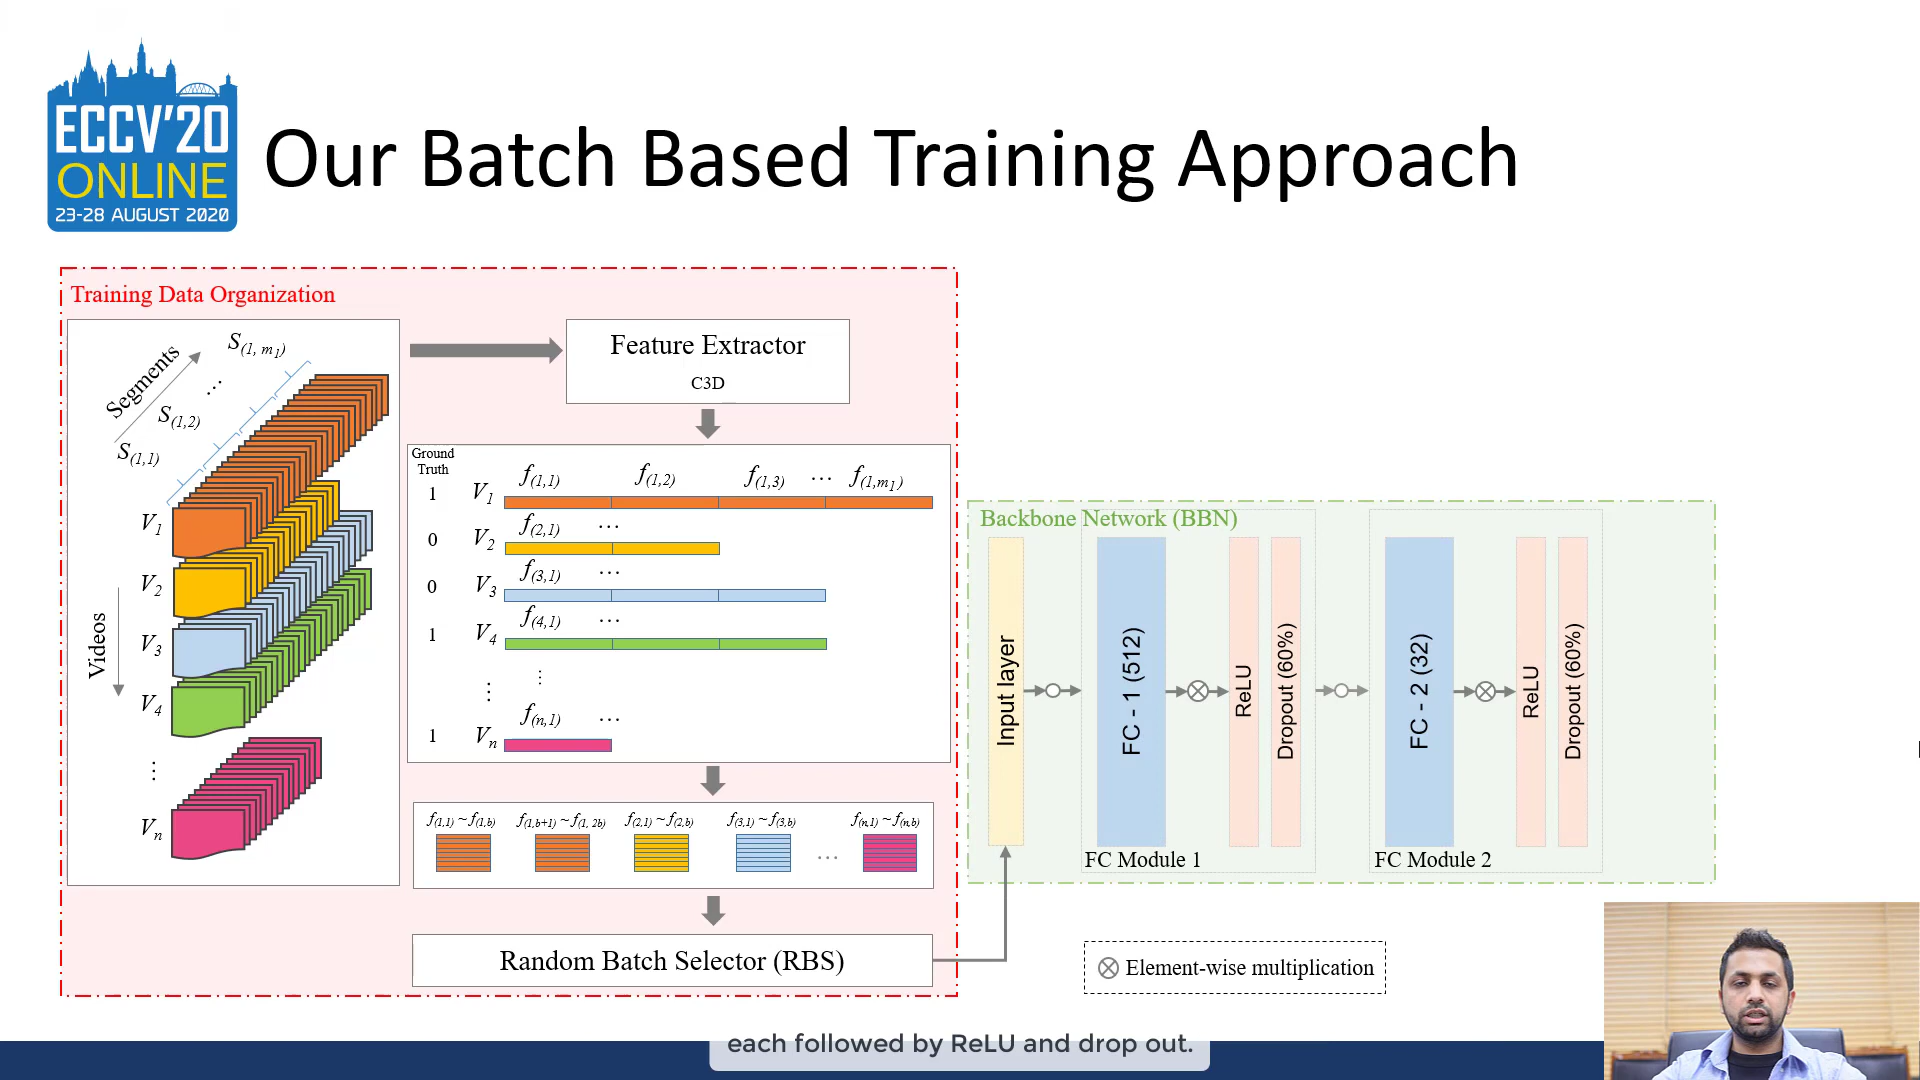 ECCV'20
ONLINE
23-28 AUGUST 2020
Our Batch Based Training Approach
Training Data Organization
Segments
S(1, m1)
...
S(1,2)
S(1,1)
V1
V2
V3
V4
⋮
Vn
Videos
Feature Extractor
C3D
Ground
Truth
f(1,1) f(1,2) f(1,3) ... f(1,m1)
1 V1
f(2,1) ...
0 V2
f(3,1) ...
0 V3
f(4,1) ...
1 V4
⋮ ⋮
f(n,1) ...
1 Vn
f(1,1) ~ f(1,b) f(1,b+1) ~ f(1, 2b) f(2,1) ~ f(2,b) f(3,1) ~ f(3,b) ... f(n,1) ~ f(n,b)
Random Batch Selector (RBS)
Backbone Network (BBN)
Input layer
FC - 1 (512)
ReLU
Dropout (60%)
FC Module 1
FC - 2 (32)
ReLU
Dropout (60%)
FC Module 2
⊗ Element-wise multiplication
each followed by ReLU and drop out.